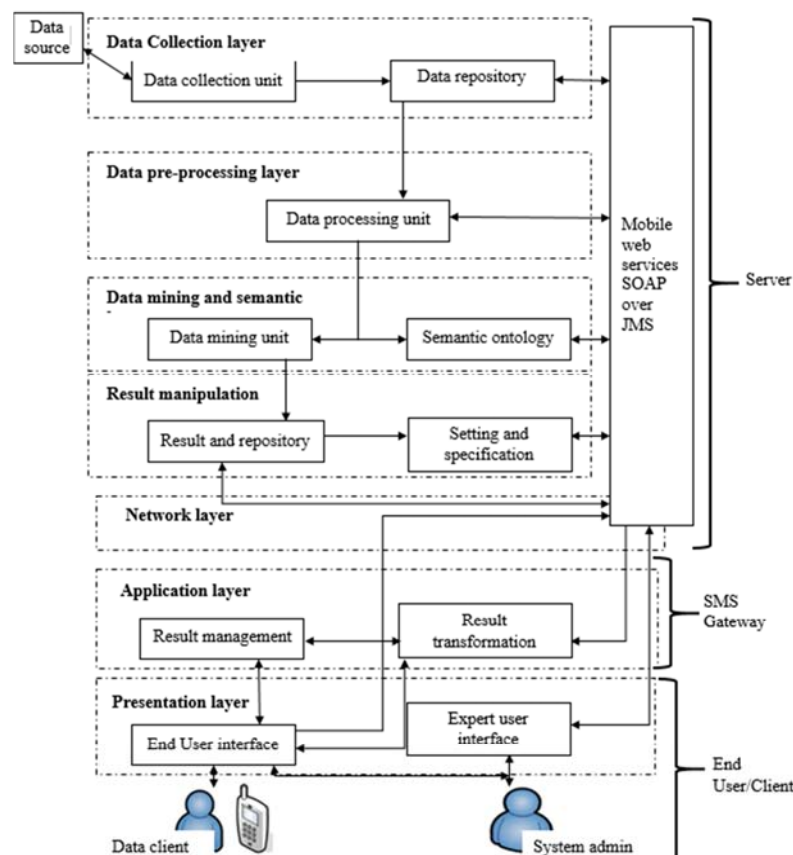 Data
source
Data Collection layer
Data collection unit
Data repository
Data pre-processing layer
Data processing unit
Mobile
web
services
SOAP
over
JMS
Server
Data mining and semantic
Data mining unit
Semantic ontology
Result manipulation
Result and repository
Setting and
specification
Network layer
Application layer
Result management
Result
transformation
SMS
Gateway
Presentation layer
End User interface
Expert user
interface
End
User/Client
Data client
System admin